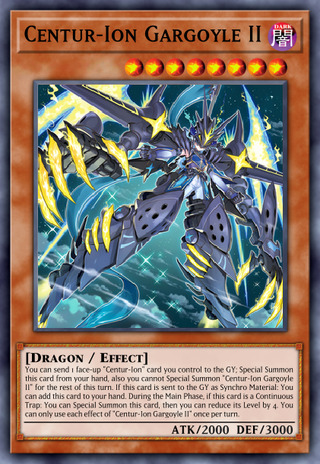 CENTUR-ION GARGOYLE II
DARK
闇
[DRAGON / EFFECT]
You can send 1 face-up "Centur-Ion" card you control to the GY; Special Summon
this card from your hand, also you cannot Special Summon "Centur-Ion Gargoyle
II" for the rest of this turn. If this card is sent to the GY as Synchro Material: You
can add this card to your hand. During the Main Phase, if this card is a Continuous
Trap: You can Special Summon this card, then you can reduce its Level by 4. You
can only use each effect of "Centur-Ion Gargoyle II" once per turn.
ATK/2000 DEF/3000